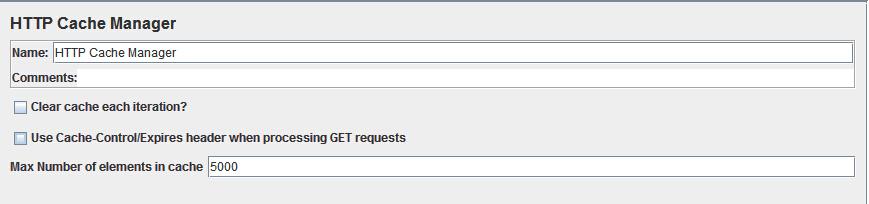 HTTP Cache Manager
Name: HTTP Cache Manager
Comments:
Clear cache each iteration?
Use Cache-Control/Expires header when processing GET requests
Max Number of elements in cache 5000